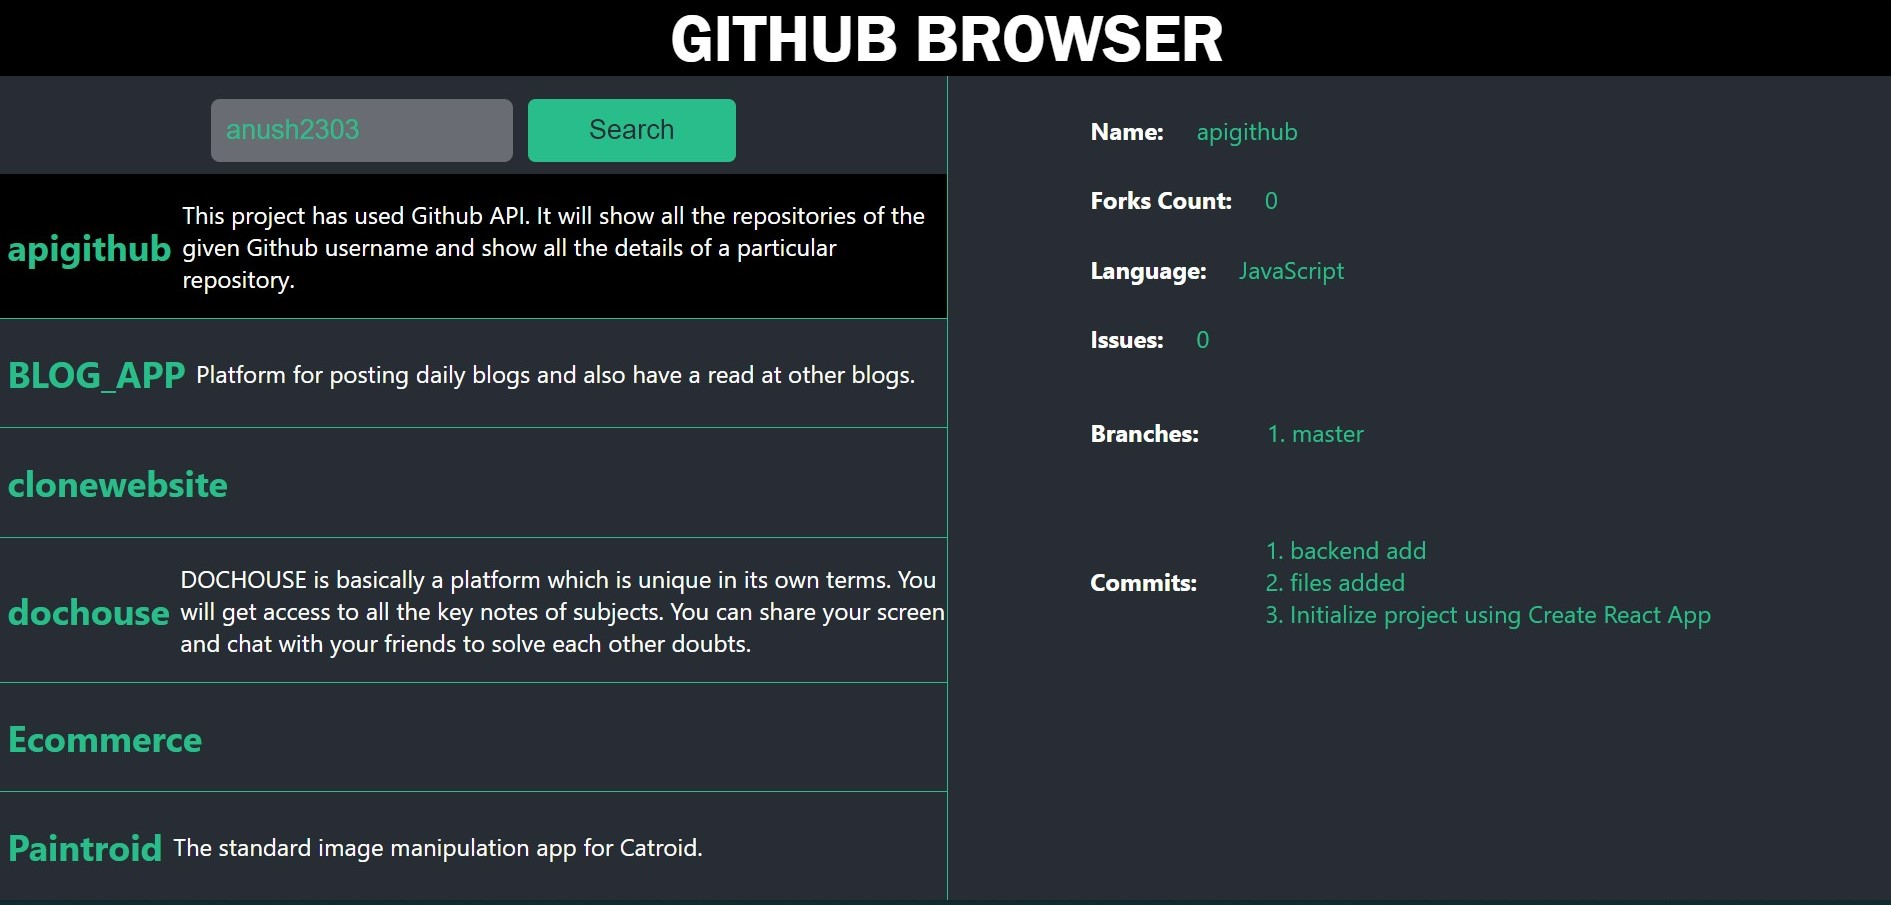 GITHUB BROWSER
anush2303 Search
apigithub
This project has used Github API. It will show all the repositories of the
given Github username and show all the details of a particular
repository.
BLOG_APP Platform for posting daily blogs and also have a read at other blogs.
clonewebsite
dochouse
DOCHOUSE is basically a platform which is unique in its own terms. You
will get access to all the key notes of subjects. You can share your screen
and chat with your friends to solve each other doubts.
Ecommerce
Paintroid The standard image manipulation app for Catroid.
Name: apigithub
Forks Count: 0
Language: JavaScript
Issues: 0
Branches: 1. master
Commits:
1. backend add
2. files added
3. Initialize project using Create React App